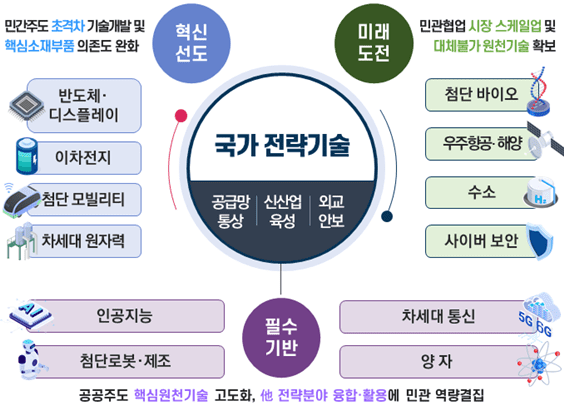 민간주도 초격차 기술개발 및
핵심소재부품 의존도 완화
혁신
선도
미래
도전
민관협업 시장 스케일업 및
대체불가 원천기술 확보
반도체·
디스플레이
이차전지
첨단 모빌리티
차세대 원자력
국가 전략기술
공급망
통상
신산업
육성
외교
안보
첨단 바이오
우주항공·해양
수소
H₂
사이버 보안
인공지능
AI
첨단로봇·제조
필수
기반
차세대 통신
5G 6G
양 자
공공주도 핵심원천기술 고도화, 他 전략분야 융합·활용에 민관 역량결집